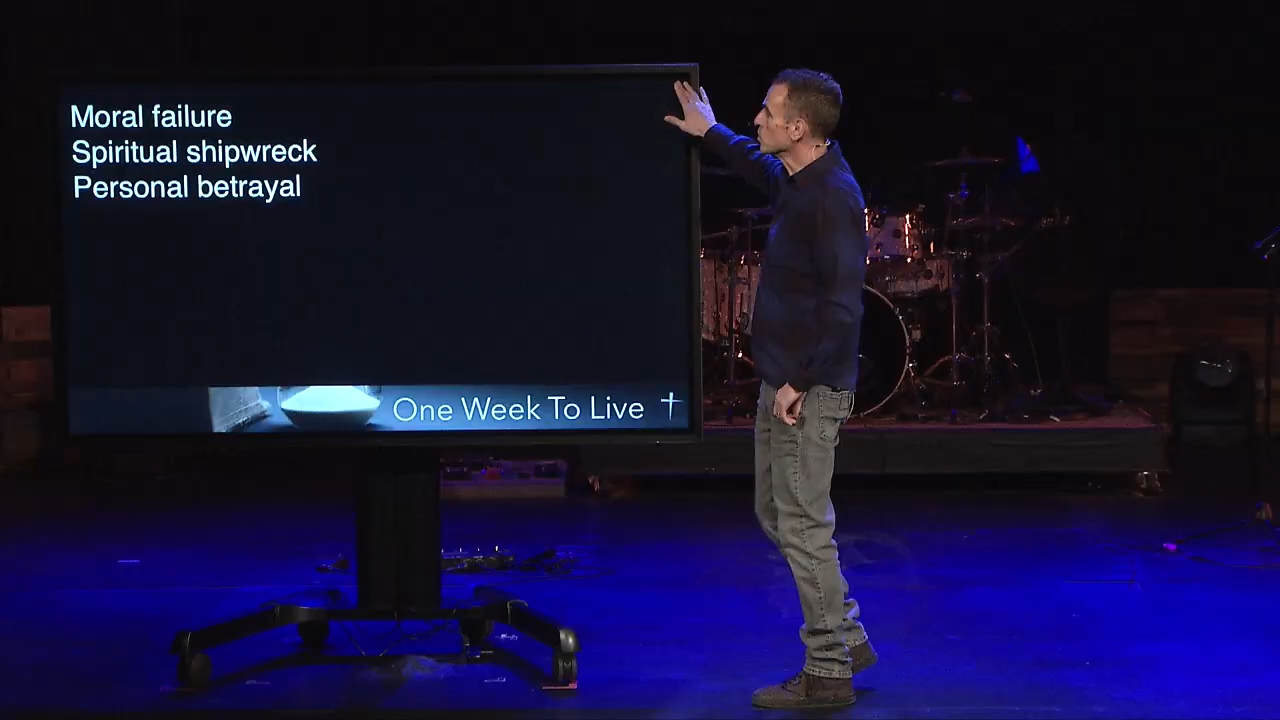 Moral failure
Spiritual shipwreck
Personal betrayal
One Week To Live